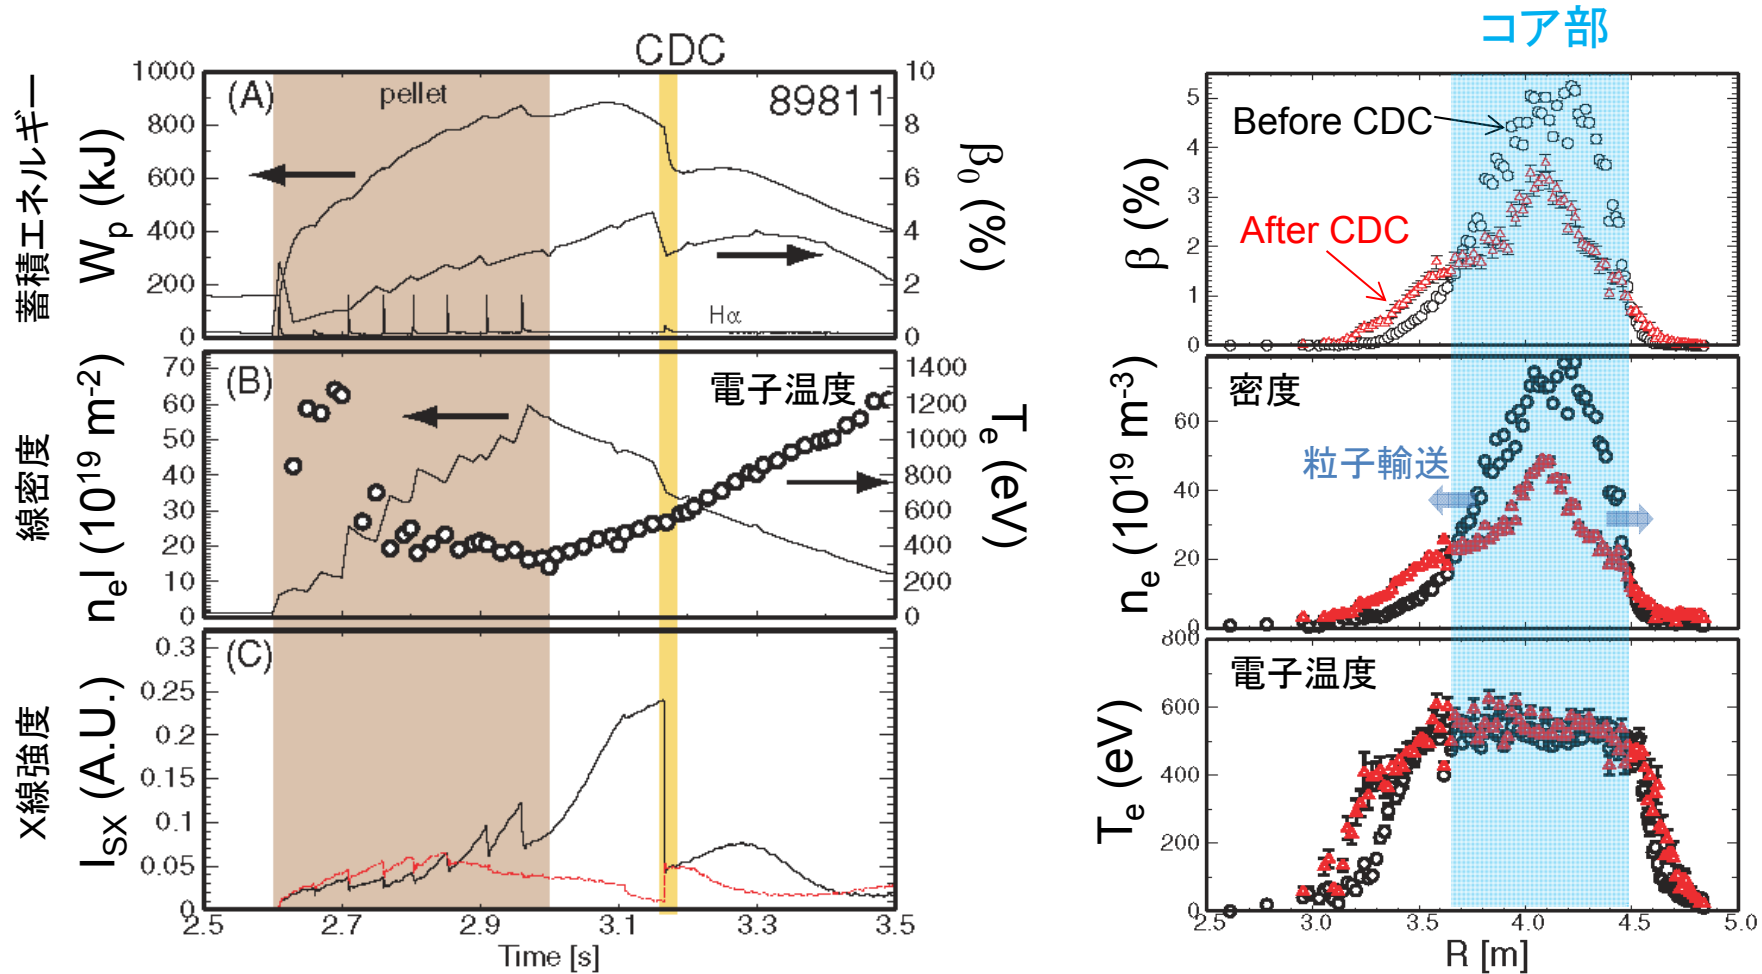 CDC
蓄積エネルギー
W_p (kJ)
1000
800
600
400
200
0
(A)
pellet
89811
Hα
10
8
6
4
2
0
β_0 (%)
線密度
n_el (10^19 m^-2)
70
60
50
40
30
20
10
0
(B)
電子温度
1400
1200
1000
800
600
400
200
0
T_e (eV)
X線強度
I_SX (A.U.)
0.3
0.25
0.2
0.15
0.1
0.05
0
(C)
2.5
2.7
2.9
3.1
3.3
3.5
Time [s]
コア部
β (%)
5
4
3
2
1
0
Before CDC
After CDC
n_e (10^19 m^-3)
60
40
20
0
密度
粒子輸送
T_e (eV)
800
600
400
200
0
電子温度
2.5
3.0
3.5
4.0
4.5
5.0
R [m]